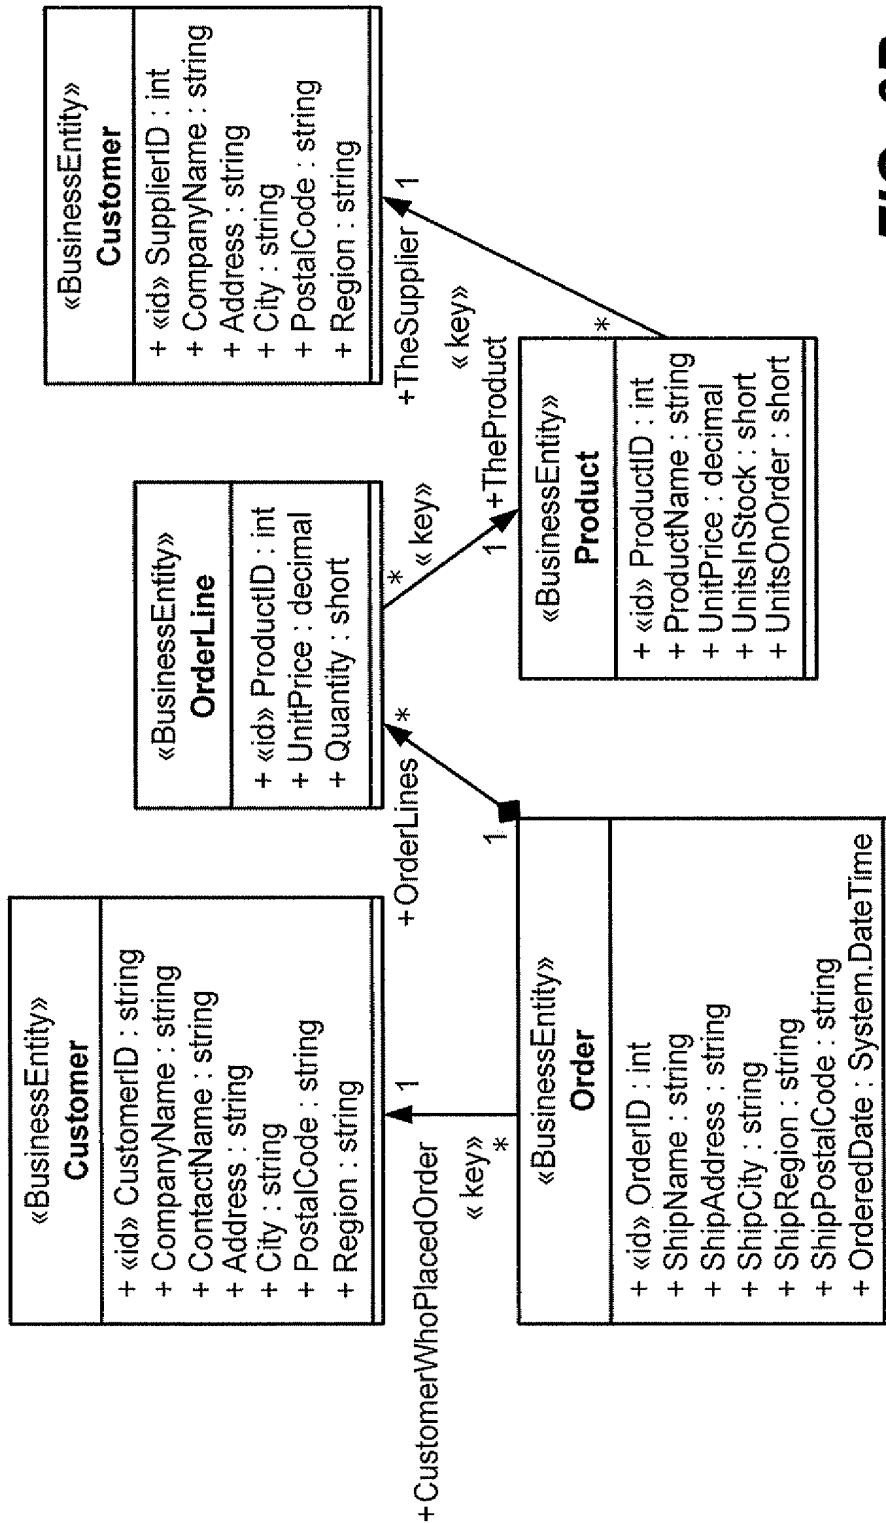 «BusinessEntity»
Customer
+ «id» CustomerID : string
+ CompanyName : string
+ ContactName : string
+ Address : string
+ City : string
+ PostalCode : string
+ Region : string
«BusinessEntity»
OrderLine
+ «id» ProductID : int
+ UnitPrice : decimal
+ Quantity : short
«BusinessEntity»
Customer
+ «id» SupplierID : int
+ CompanyName : string
+ Address : string
+ City : string
+ PostalCode : string
+ Region : string
+CustomerWhoPlacedOrder
1
« key»
*
+OrderLines
*
1
*
« key»
1
+TheProduct
+TheSupplier
1
« key»
*
«BusinessEntity»
Order
+ «id» OrderID : int
+ ShipName : string
+ ShipAddress : string
+ ShipCity : string
+ ShipRegion : string
+ ShipPostalCode : string
+ OrderedDate : System.DateTime
«BusinessEntity»
Product
+ «id» ProductID : int
+ ProductName : string
+ UnitPrice : decimal
+ UnitsInStock : short
+ UnitsOnOrder : short